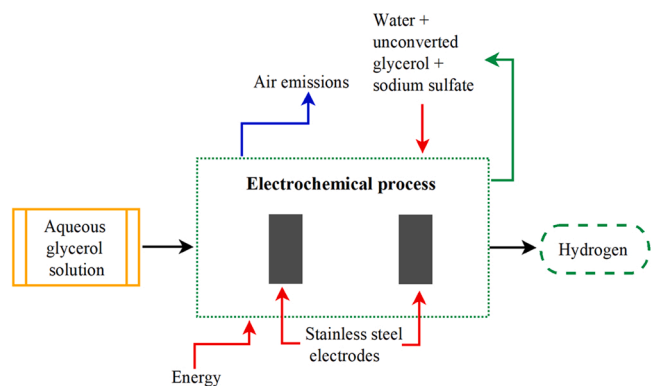 Water +
unconverted
glycerol +
sodium sulfate
Air emissions
Electrochemical process
Aqueous
glycerol
solution
Hydrogen
Stainless steel
electrodes
Energy